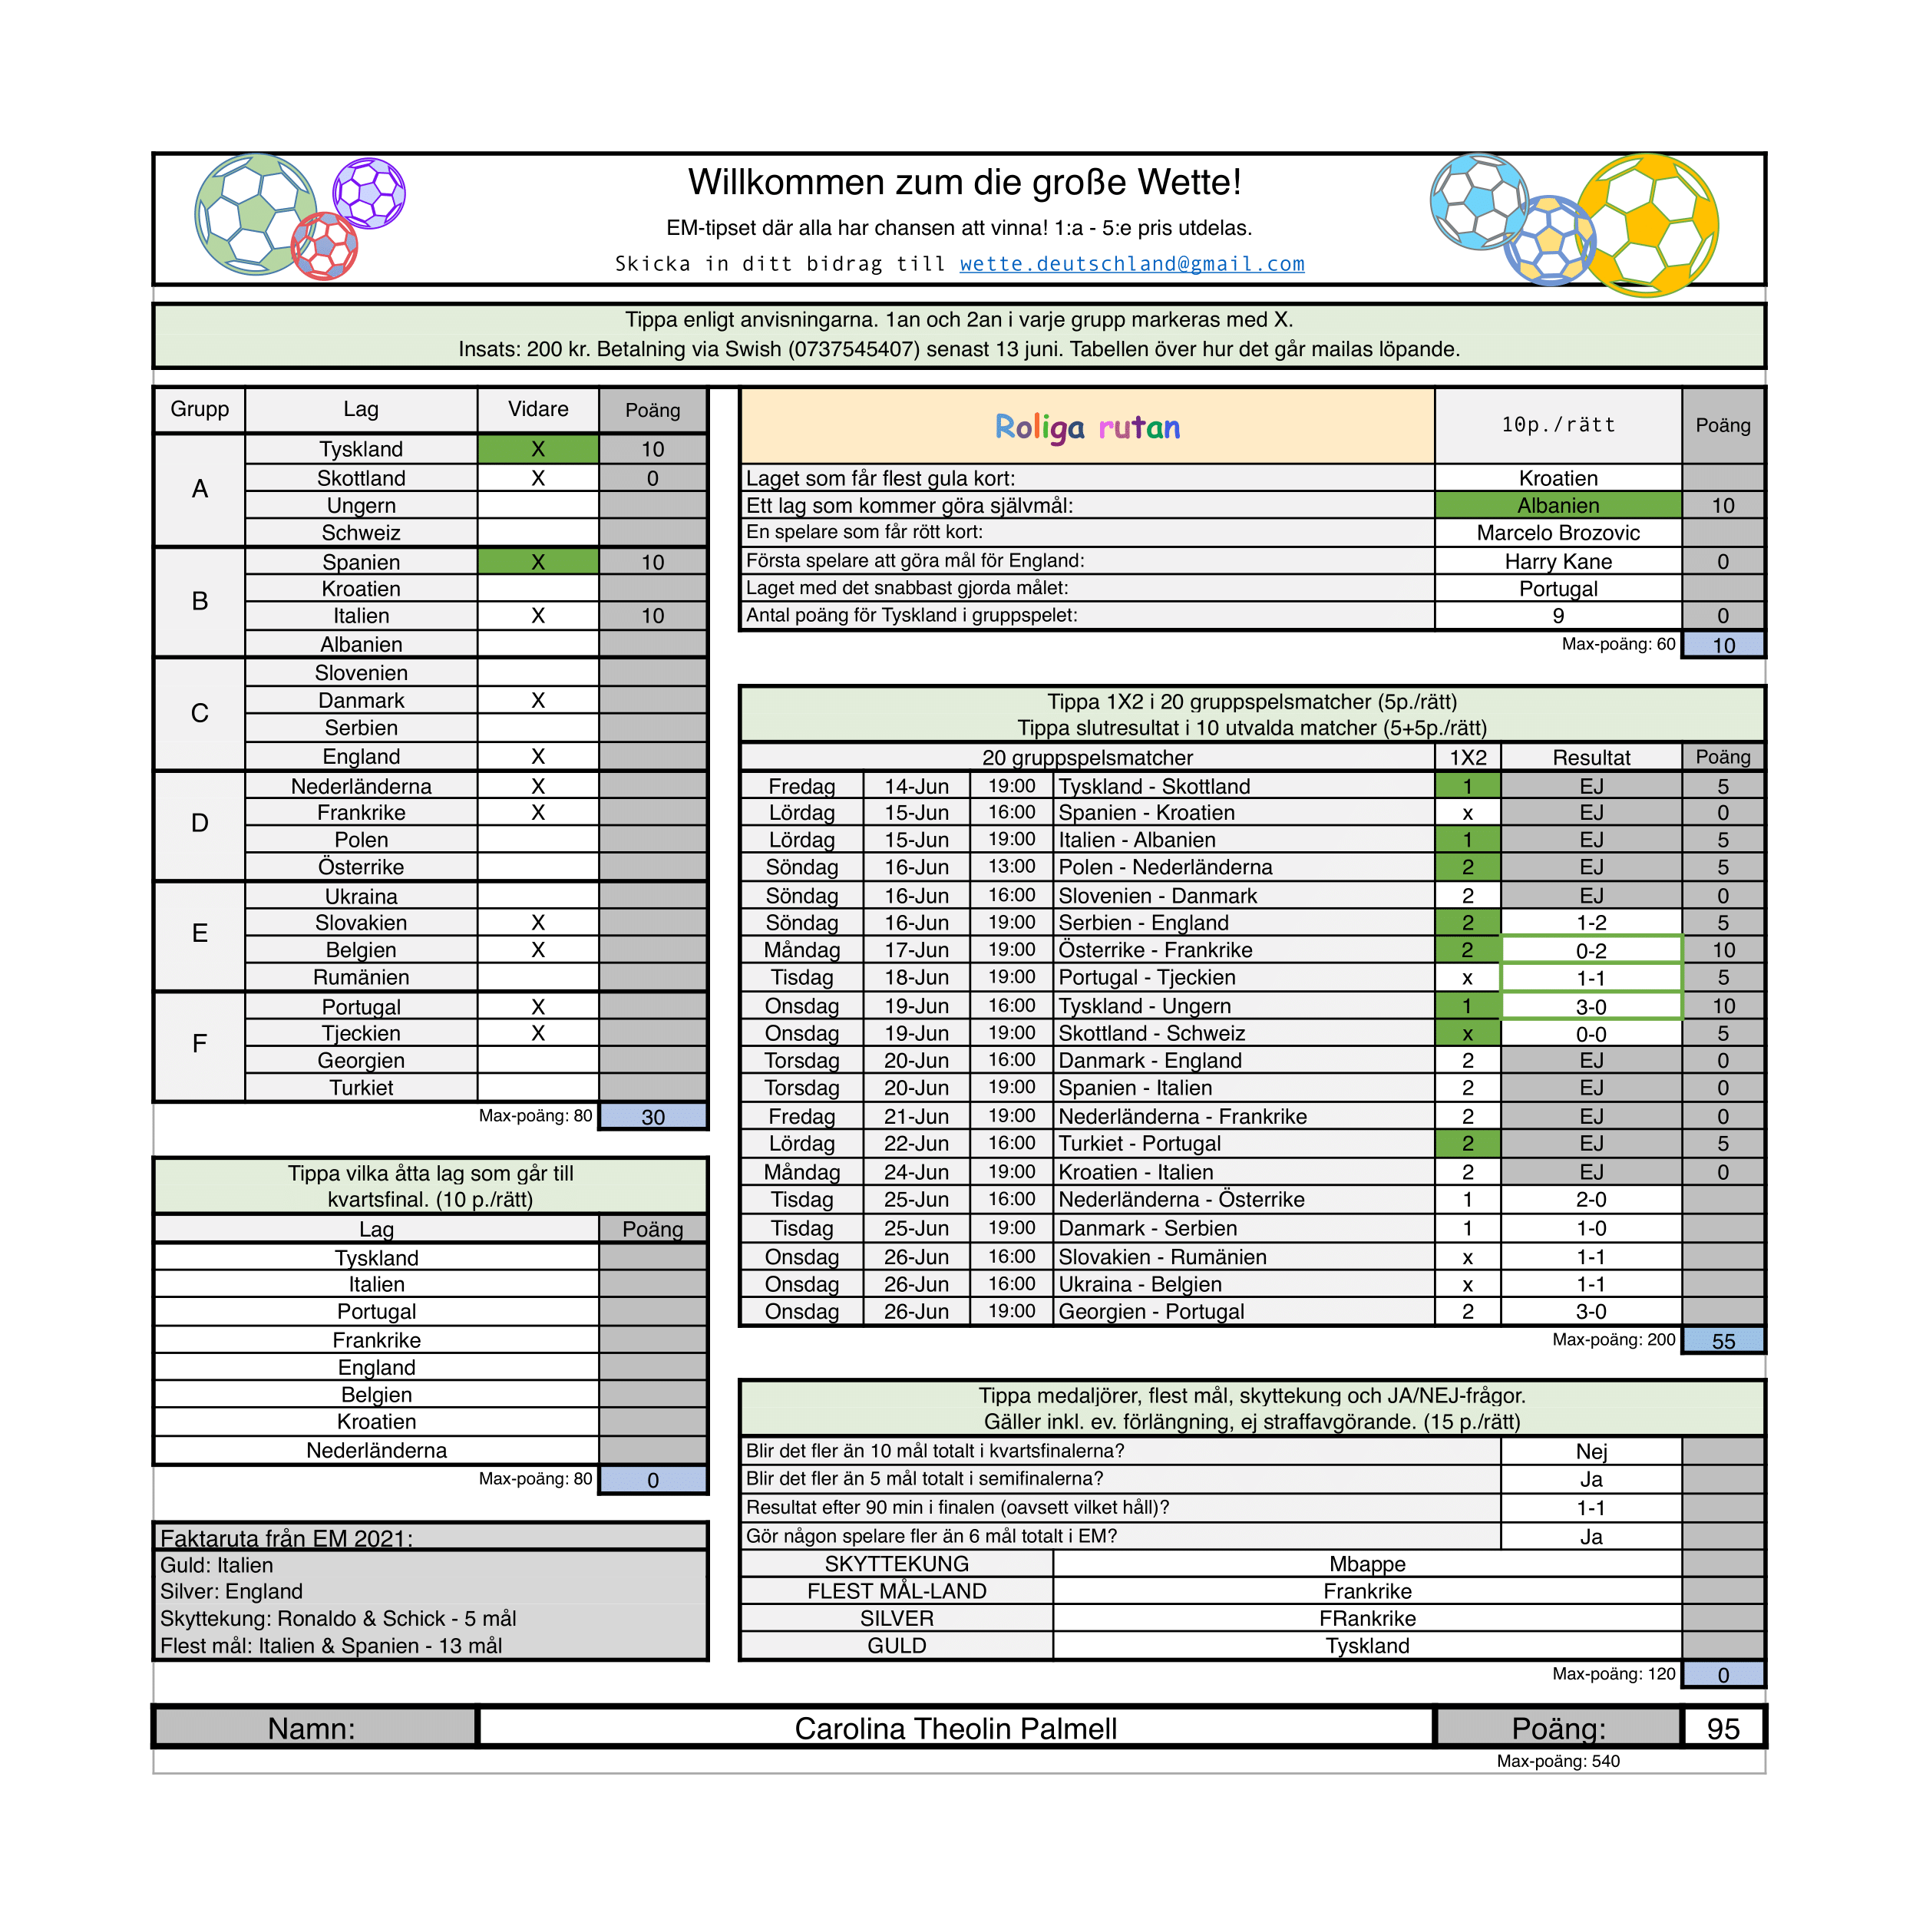 Willkommen zum die große Wette!
EM-tipset där alla har chansen att vinna! 1:a - 5:e pris utdelas.
Skicka in ditt bidrag till wette.deutschland@gmail.com
Tippa enligt anvisningarna. 1an och 2an i varje grupp markeras med X.
Insats: 200 kr. Betalning via Swish (0737545407) senast 13 juni. Tabellen över hur det går mailas löpande.
Grupp Lag Vidare Poäng
A
Tyskland X 10
Skottland X 0
Ungern
Schweiz
B
Spanien X 10
Kroatien
Italien X 10
Albanien
C
Slovenien
Danmark X
Serbien
England X
D
Nederländerna X
Frankrike X
Polen
Österrike
E
Ukraina
Slovakien X
Belgien X
Rumänien
F
Portugal X
Tjeckien X
Georgien
Turkiet
Max-poäng: 80 30
Tippa vilka åtta lag som går till
kvartsfinal. (10 p./rätt)
Lag Poäng
Tyskland
Italien
Portugal
Frankrike
England
Belgien
Kroatien
Nederländerna
Max-poäng: 80 0
Faktaruta från EM 2021:
Guld: Italien
Silver: England
Skyttekung: Ronaldo & Schick - 5 mål
Flest mål: Italien & Spanien - 13 mål
Roliga rutan 10p./rätt Poäng
Laget som får flest gula kort: Kroatien
Ett lag som kommer göra självmål: Albanien 10
En spelare som får rött kort: Marcelo Brozovic
Första spelare att göra mål för England: Harry Kane 0
Laget med det snabbast gjorda målet: Portugal
Antal poäng för Tyskland i gruppspelet: 9 0
Max-poäng: 60 10
Tippa 1X2 i 20 gruppspelsmatcher (5p./rätt)
Tippa slutresultat i 10 utvalda matcher (5+5p./rätt)
20 gruppspelsmatcher 1X2 Resultat Poäng
Fredag 14-Jun 19:00 Tyskland - Skottland 1 EJ 5
Lördag 15-Jun 16:00 Spanien - Kroatien x EJ 0
Lördag 15-Jun 19:00 Italien - Albanien 1 EJ 5
Söndag 16-Jun 13:00 Polen - Nederländerna 2 EJ 5
Söndag 16-Jun 16:00 Slovenien - Danmark 2 EJ 0
Söndag 16-Jun 19:00 Serbien - England 2 1-2 5
Måndag 17-Jun 19:00 Österrike - Frankrike 2 0-2 10
Tisdag 18-Jun 19:00 Portugal - Tjeckien x 1-1 5
Onsdag 19-Jun 16:00 Tyskland - Ungern 1 3-0 10
Onsdag 19-Jun 19:00 Skottland - Schweiz x 0-0 5
Torsdag 20-Jun 16:00 Danmark - England 2 EJ 0
Torsdag 20-Jun 19:00 Spanien - Italien 2 EJ 0
Fredag 21-Jun 19:00 Nederländerna - Frankrike 2 EJ 0
Lördag 22-Jun 16:00 Turkiet - Portugal 2 EJ 5
Måndag 24-Jun 19:00 Kroatien - Italien 2 EJ 0
Tisdag 25-Jun 16:00 Nederländerna - Österrike 1 2-0
Tisdag 25-Jun 19:00 Danmark - Serbien 1 1-0
Onsdag 26-Jun 16:00 Slovakien - Rumänien x 1-1
Onsdag 26-Jun 16:00 Ukraina - Belgien x 1-1
Onsdag 26-Jun 19:00 Georgien - Portugal 2 3-0
Max-poäng: 200 55
Tippa medaljörer, flest mål, skyttekung och JA/NEJ-frågor.
Gäller inkl. ev. förlängning, ej straffavgörande. (15 p./rätt)
Blir det fler än 10 mål totalt i kvartsfinalerna? Nej
Blir det fler än 5 mål totalt i semifinalerna? Ja
Resultat efter 90 min i finalen (oavsett vilket håll)? 1-1
Gör någon spelare fler än 6 mål totalt i EM? Ja
SKYTTEKUNG Mbappe
FLEST MÅL-LAND Frankrike
SILVER FRankrike
GULD Tyskland
Max-poäng: 120 0
Namn: Carolina Theolin Palmell Poäng: 95
Max-poäng: 540